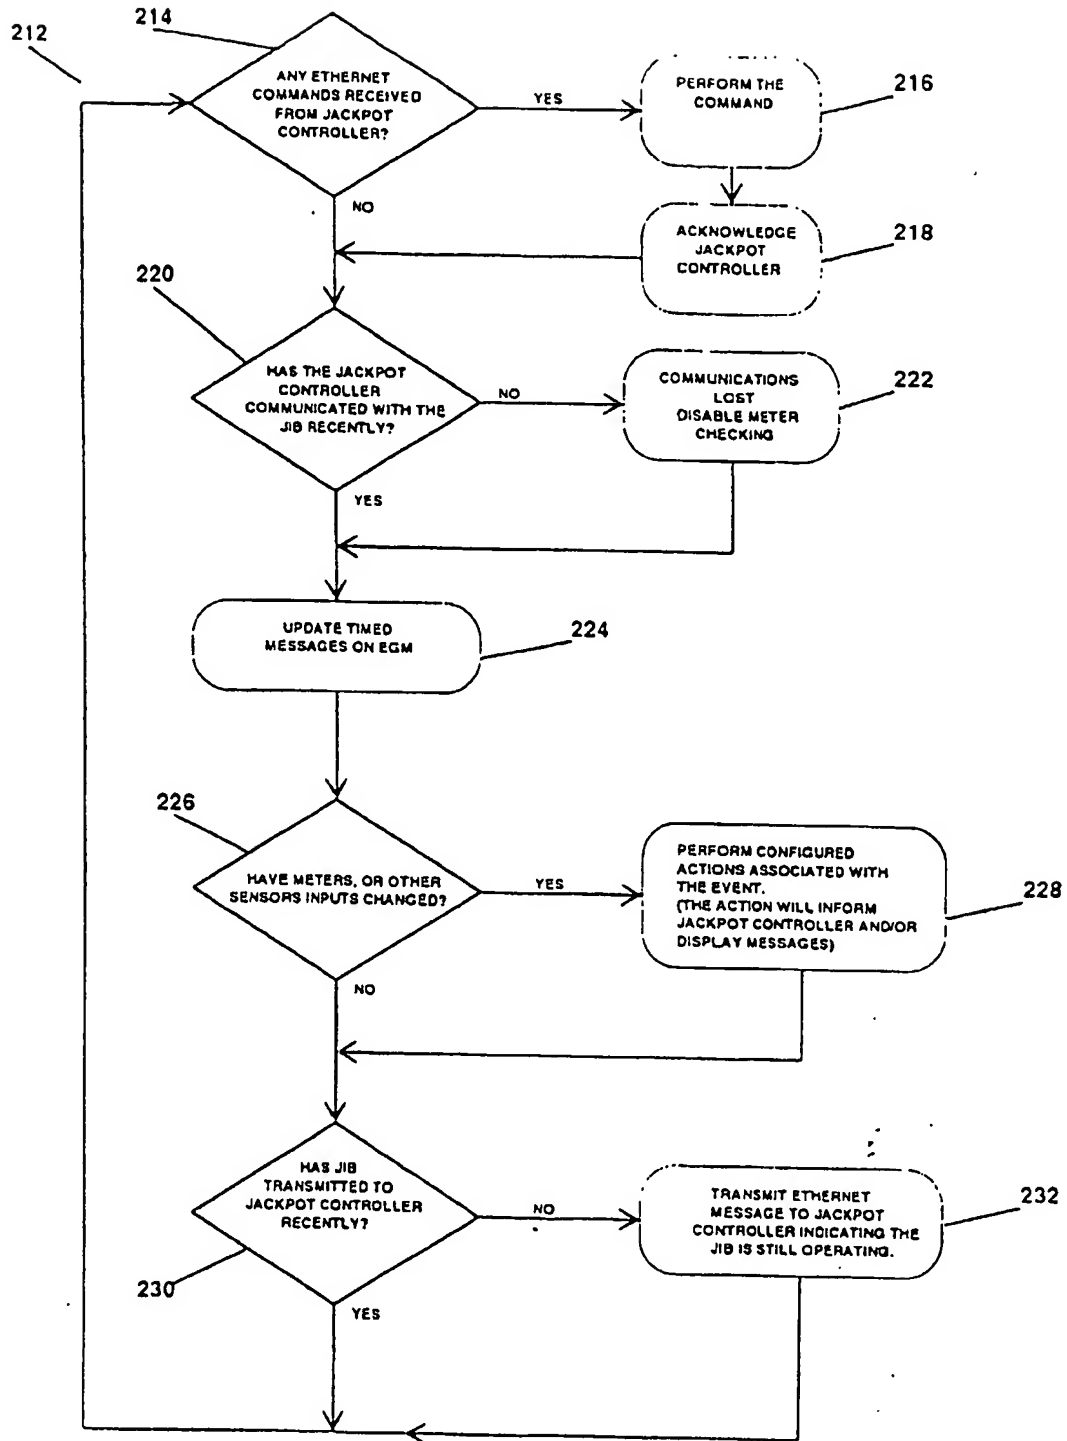 212
214
ANY ETHERNET
COMMANDS RECEIVED
FROM JACKPOT
CONTROLLER?
YES
PERFORM THE
COMMAND
216
NO
ACKNOWLEDGE
JACKPOT
CONTROLLER
218
220
HAS THE JACKPOT
CONTROLLER
COMMUNICATED WITH THE
JIB RECENTLY?
NO
COMMUNICATIONS
LOST
DISABLE METER
CHECKING
222
YES
UPDATE TIMED
MESSAGES ON EGM
224
226
HAVE METERS, OR OTHER
SENSORS INPUTS CHANGED?
YES
PERFORM CONFIGURED
ACTIONS ASSOCIATED WITH
THE EVENT.
(THE ACTION WILL INFORM
JACKPOT CONTROLLER AND/OR
DISPLAY MESSAGES)
228
NO
HAS JIB
TRANSMITTED TO
JACKPOT CONTROLLER
RECENTLY?
230
NO
TRANSMIT ETHERNET
MESSAGE TO JACKPOT
CONTROLLER INDICATING THE
JIB IS STILL OPERATING.
232
YES